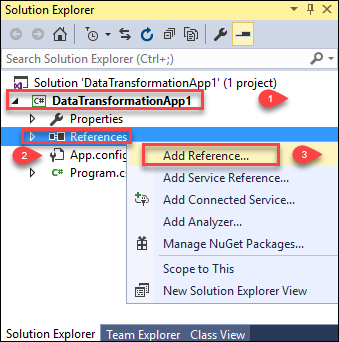 Solution Explorer
Search Solution Explorer (Ctrl+;)
Solution 'DataTransformationApp1' (1 project)
C# DataTransformationApp1 1
Properties
References
2 App.config
Add Reference... 3
C# Program.c
Add Service Reference...
Add Connected Service...
Add Analyzer...
Manage NuGet Packages...
Scope to This
New Solution Explorer View
Solution Explorer Team Explorer Class View